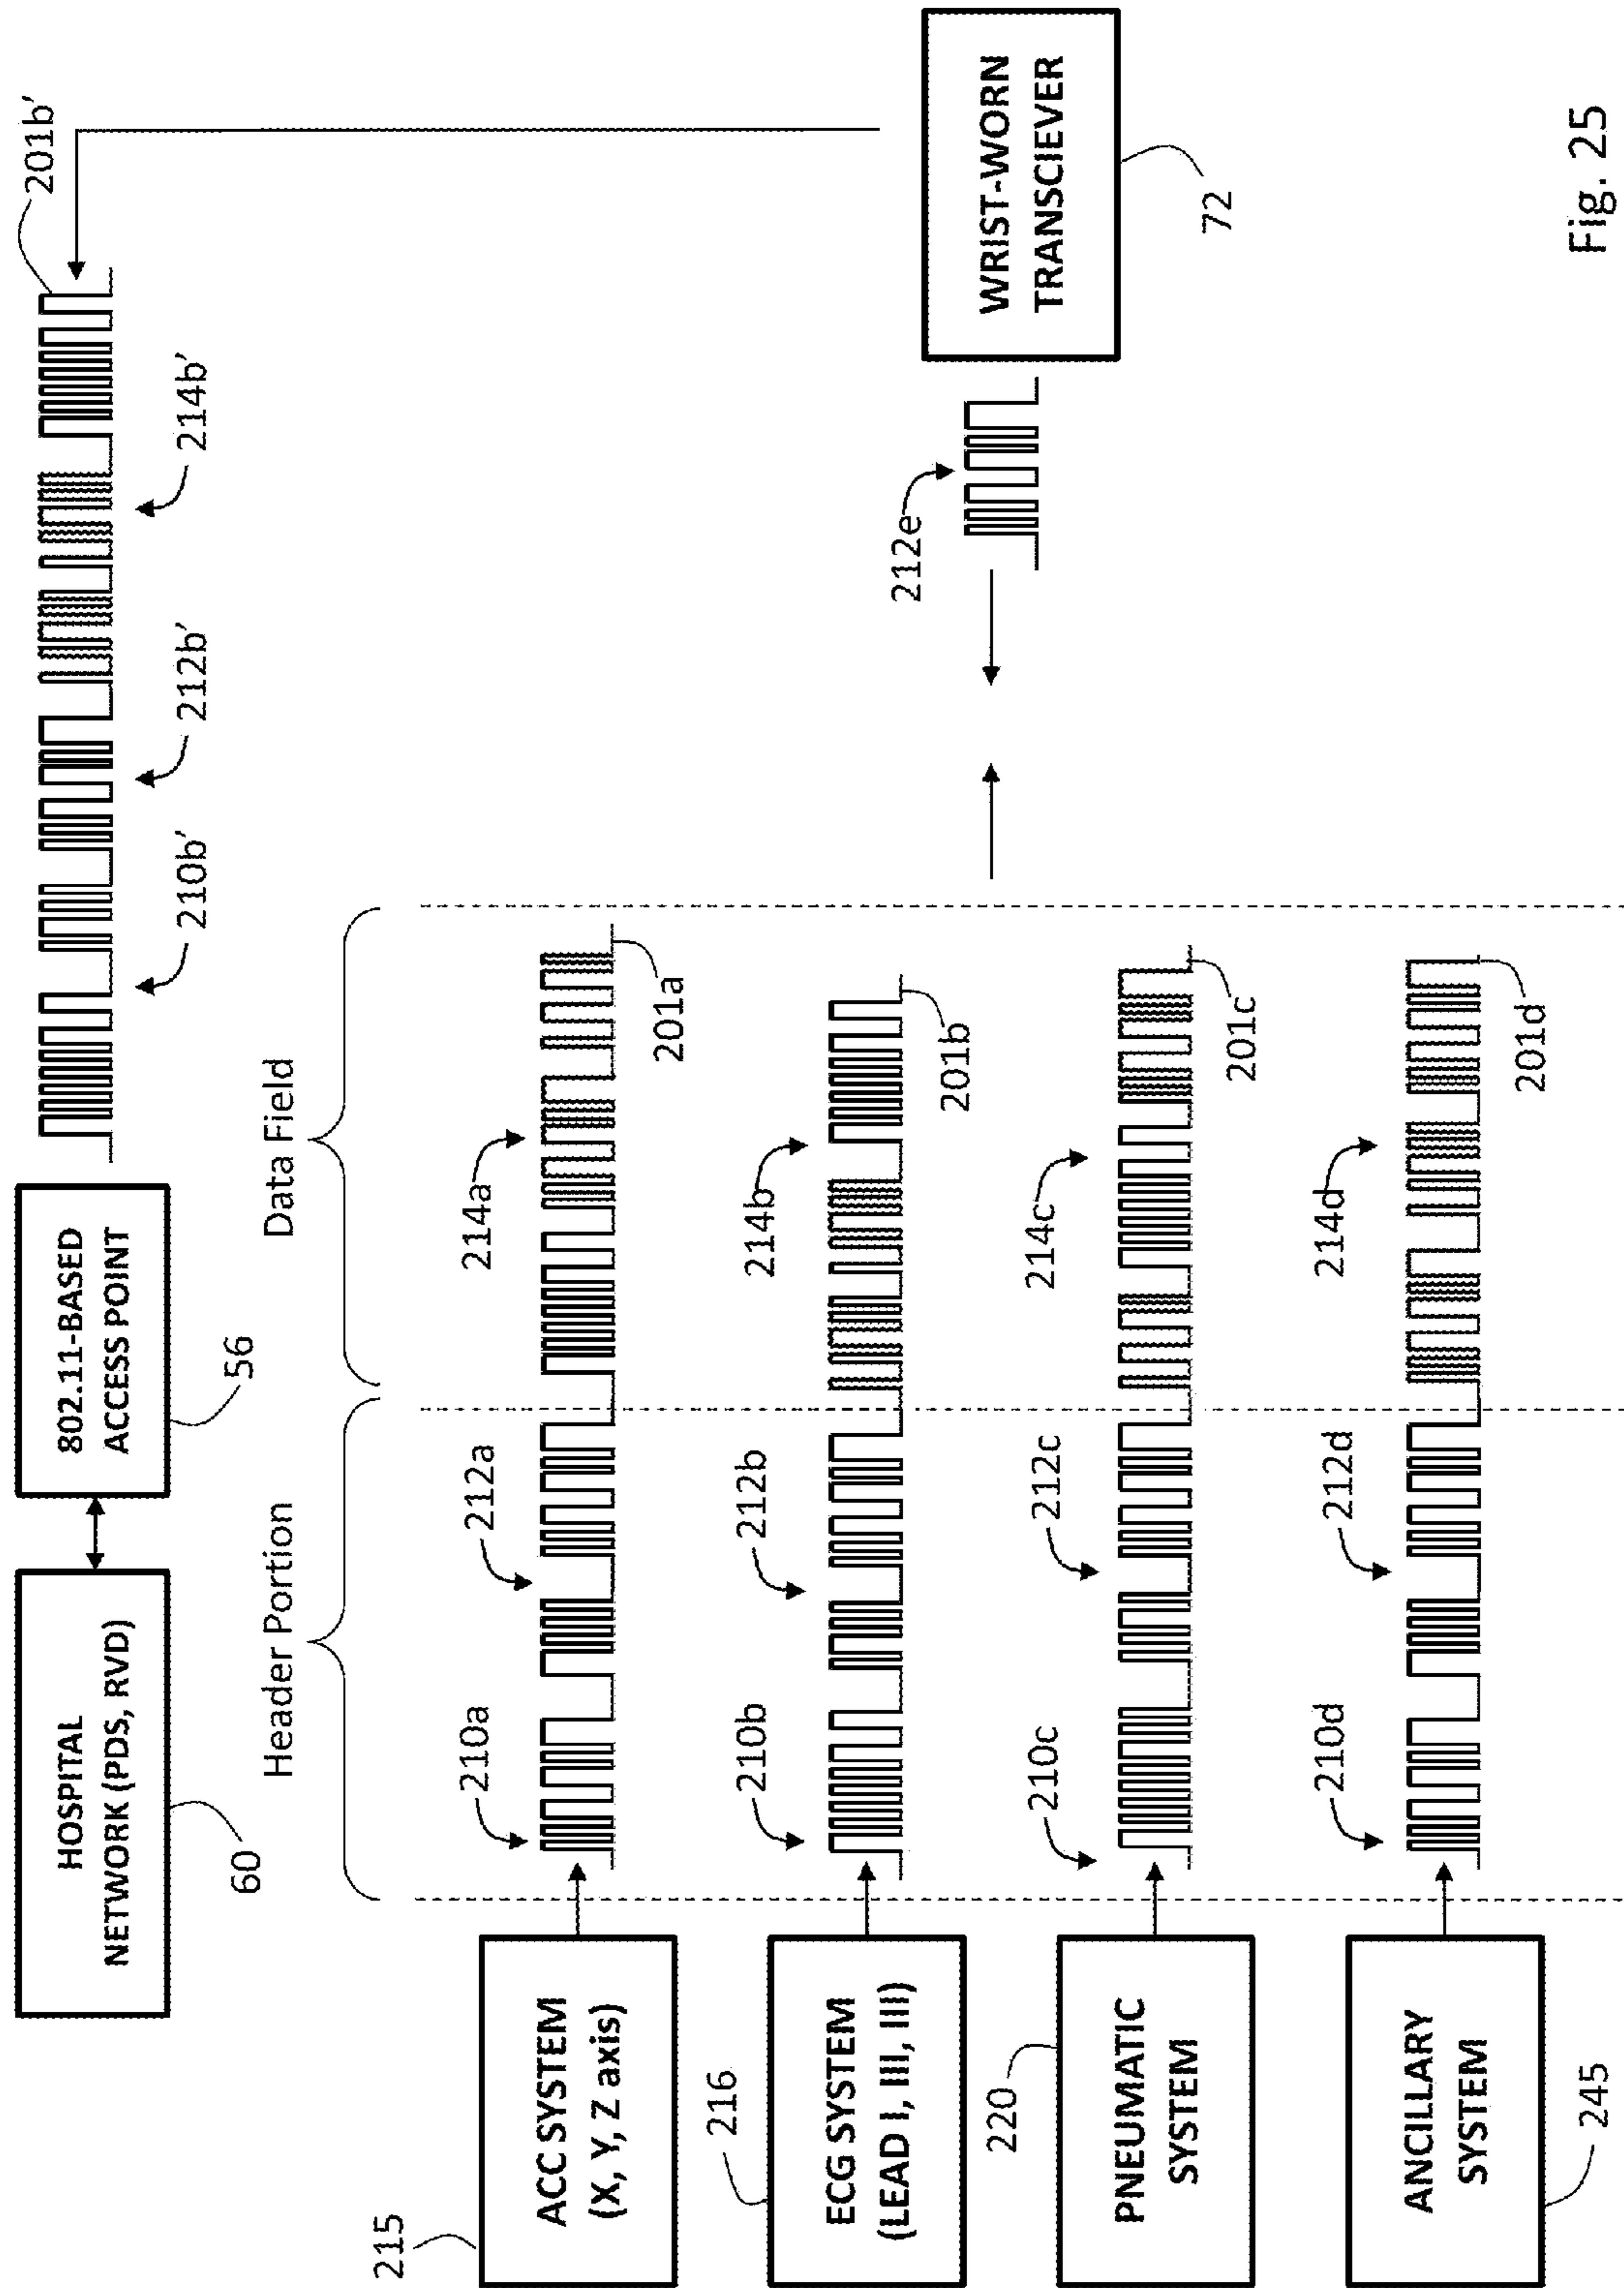 HOSPITAL
NETWORK (PDS, RVD)
60
802.11-BASED
ACCESS POINT
56
210b'
212b'
214b'
201b'
Header Portion
Data Field
215
ACC SYSTEM
(X, Y, Z axis)
210a
212a
214a
201a
216
ECG SYSTEM
(LEAD I, II, III)
210b
212b
214b
201b
212e
WRIST-WORN
TRANSCIEVER
72
220
PNEUMATIC
SYSTEM
210c
212c
214c
201c
ANCILLARY
SYSTEM
245
210d
212d
214d
201d
Fig. 25